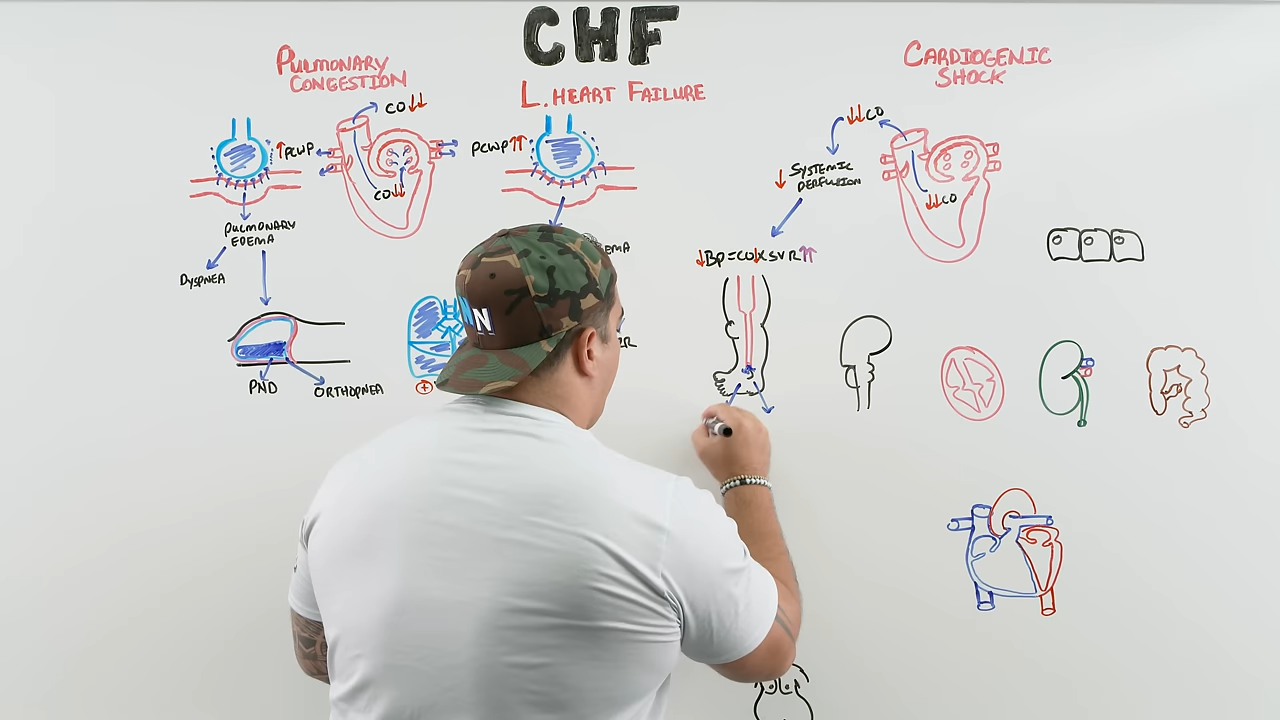 CHF
PULMONARY
CONGESTION
L. HEART FAILURE
CARDIOGENIC
SHOCK
CO↓↓
↑PCWP
CO↓↓
PCWP↑↑
↓↓CO
↓ SYSTEMIC
PERFUSION
↓↓CO
PULMONARY
EDEMA
DYSPNEA
↓BP=CO↓XSVR↑↑
N
PND
ORTHOPNEA
+